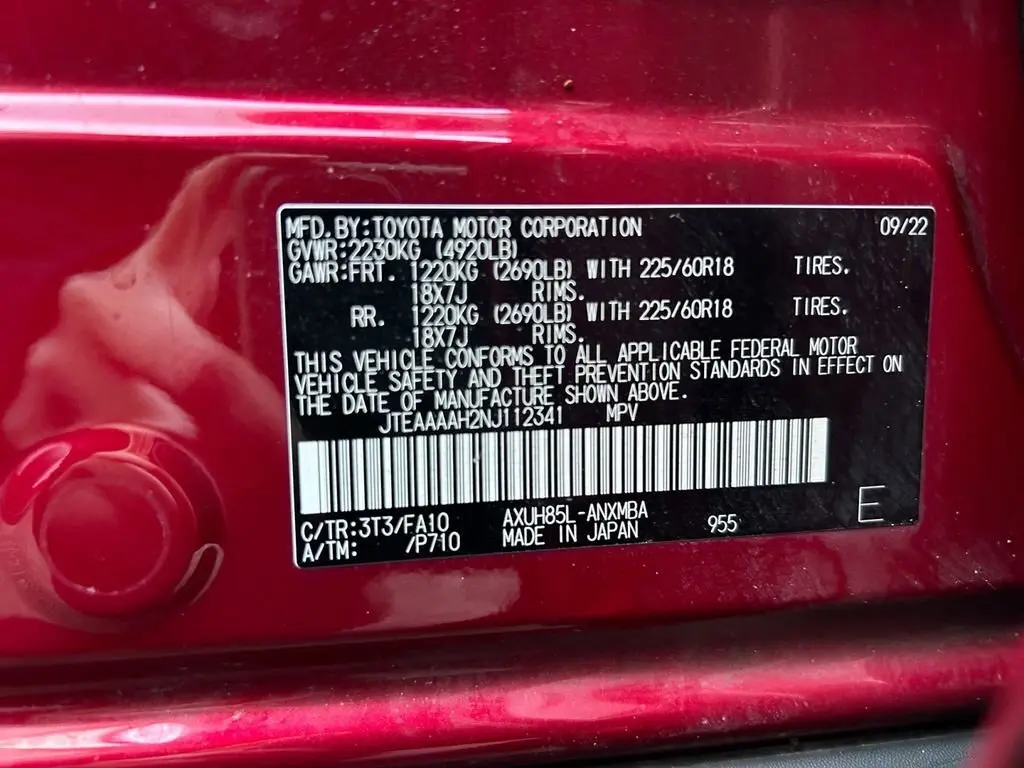 MFD.BY:TOYOTA MOTOR CORPORATION 09/22
GVWR:2230KG (4920LB)
GAWR:FRT. 1220KG (2690LB) WITH 225/60R18 TIRES.
18X7J RIMS.
RR. 1220KG (2690LB) WITH 225/60R18 TIRES.
18X7J RIMS.
THIS VEHICLE CONFORMS TO ALL APPLICABLE FEDERAL MOTOR
VEHICLE SAFETY AND THEFT PREVENTION STANDARDS IN EFFECT ON
THE DATE OF MANUFACTURE SHOWN ABOVE.
JTEAAAAH2NJ112341 MPV
C/TR:3T3/FA10 AXUH85L-ANXMBA 955 E
A/TM: /P710 MADE IN JAPAN